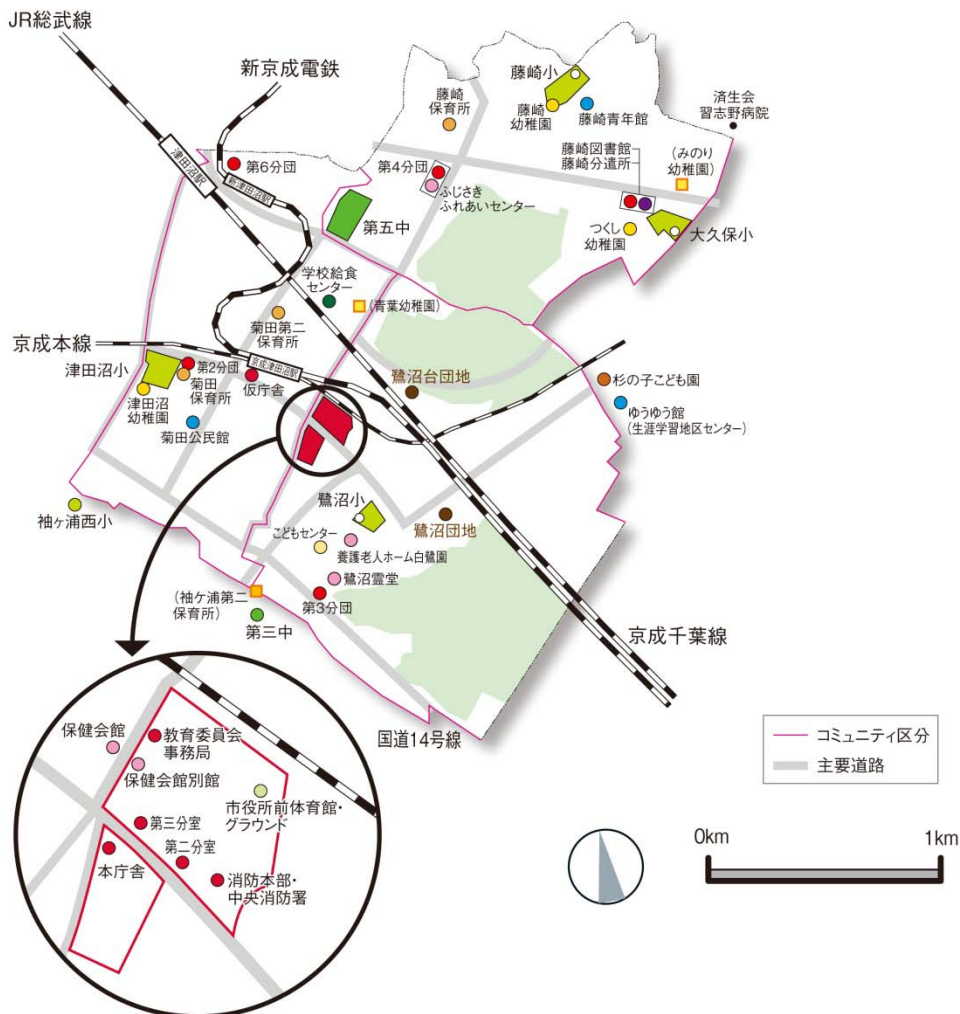 JR総武線
新京成電鉄
藤崎小
藤崎
保育所
藤崎
幼稚園
藤崎青年館
済生会
習志野病院
津田沼駅
第6分団
新津田沼駅
第4分団
ふじさき
ふれあいセンター
藤崎図書館
藤崎分遣所
(みのり
幼稚園)
第五中
つくし
幼稚園
大久保小
学校給食
センター
(青葉幼稚園)
菊田第二
保育所
京成本線
京成津田沼駅
津田沼小
第2分団
菊田
保育所
仮庁舎
津田沼
幼稚園
菊田公民館
鷺沼台団地
杉の子こども園
ゆうゆう館
(生涯学習地区センター)
袖ヶ浦西小
鷺沼小
こどもセンター
鷺沼団地
養護老人ホーム白鷺園
鷺沼霊堂
第3分団
(袖ヶ浦第二
保育所)
第三中
京成千葉線
国道14号線
保健会館
教育委員会
事務局
保健会館別館
市役所前体育館・
グラウンド
第三分室
第二分室
本庁舎
消防本部・
中央消防署
コミュニティ区分
主要道路
0km
1km